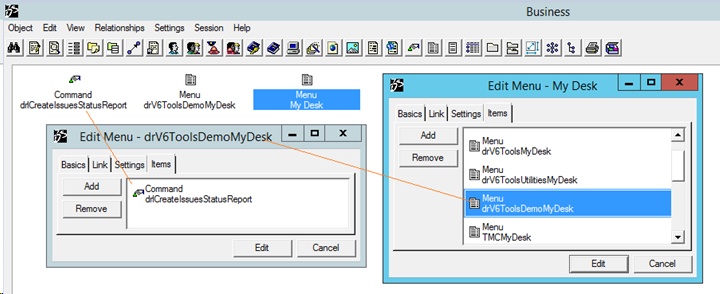 Business
Object Edit View Relationships Settings Session Help
Command
drlCreateIssuesStatusReport
Menu
drV6ToolsDemoMyDesk
Menu
My Desk
Edit Menu - drV6ToolsDemoMyDesk
Basics Link Settings Items
Add
Remove
Command
drlCreateIssuesStatusReport
Edit Cancel
Edit Menu - My Desk
Basics Link Settings Items
Add
Remove
Menu
drV6ToolsMyDesk
Menu
drV6ToolsUtilitiesMyDesk
Menu
drV6ToolsDemoMyDesk
Menu
TMCMyDesk
Edit Cancel